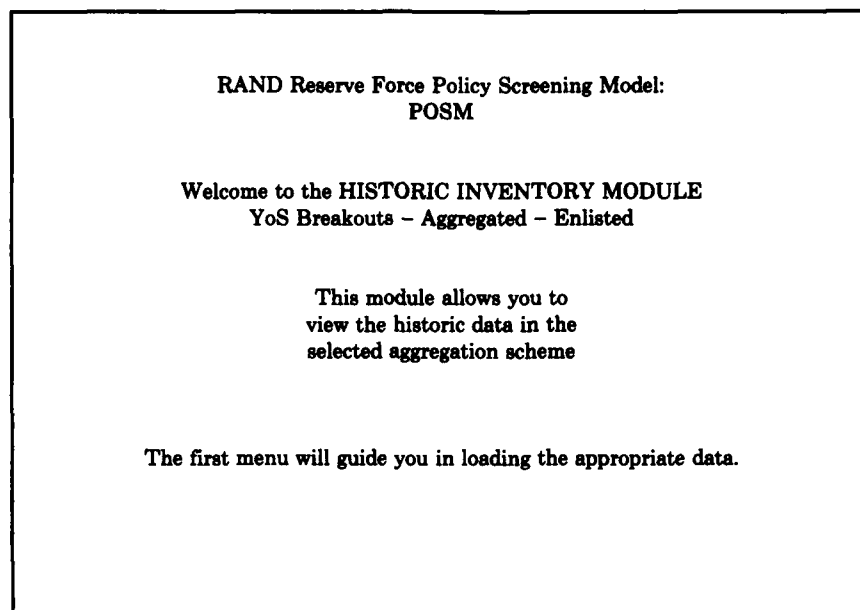 RAND Reserve Force Policy Screening Model:
POSM
Welcome to the HISTORIC INVENTORY MODULE
YoS Breakouts – Aggregated – Enlisted
This module allows you to
view the historic data in the
selected aggregation scheme
The first menu will guide you in loading the appropriate data.